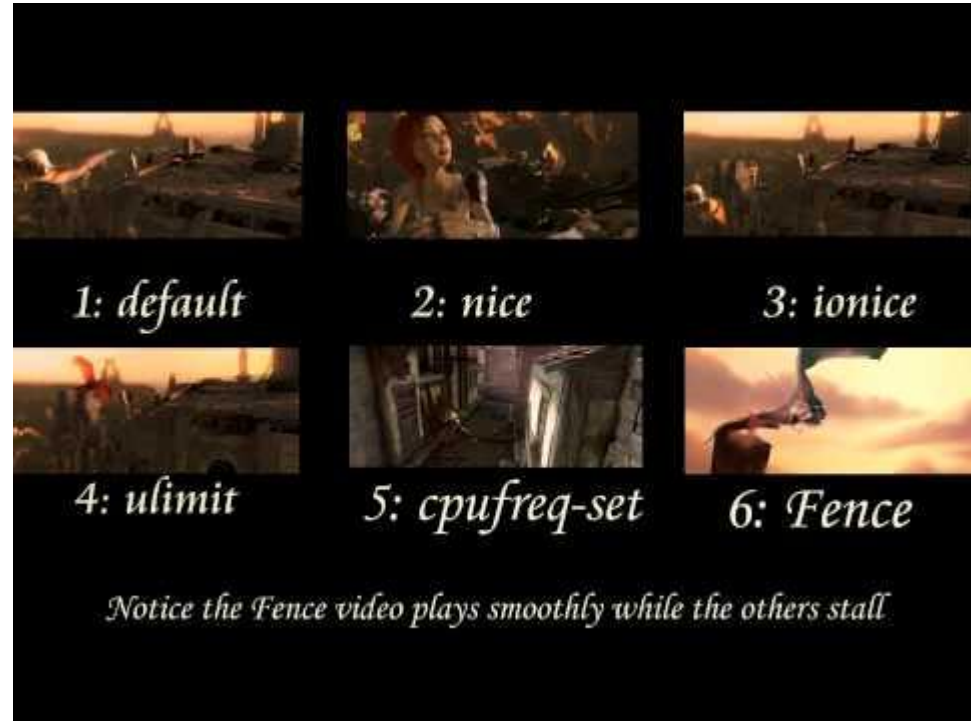 1: default
2: nice
3: ionice
4: ulimit
5: cpufreq-set
6: Fence
Notice the Fence video plays smoothly while the others stall